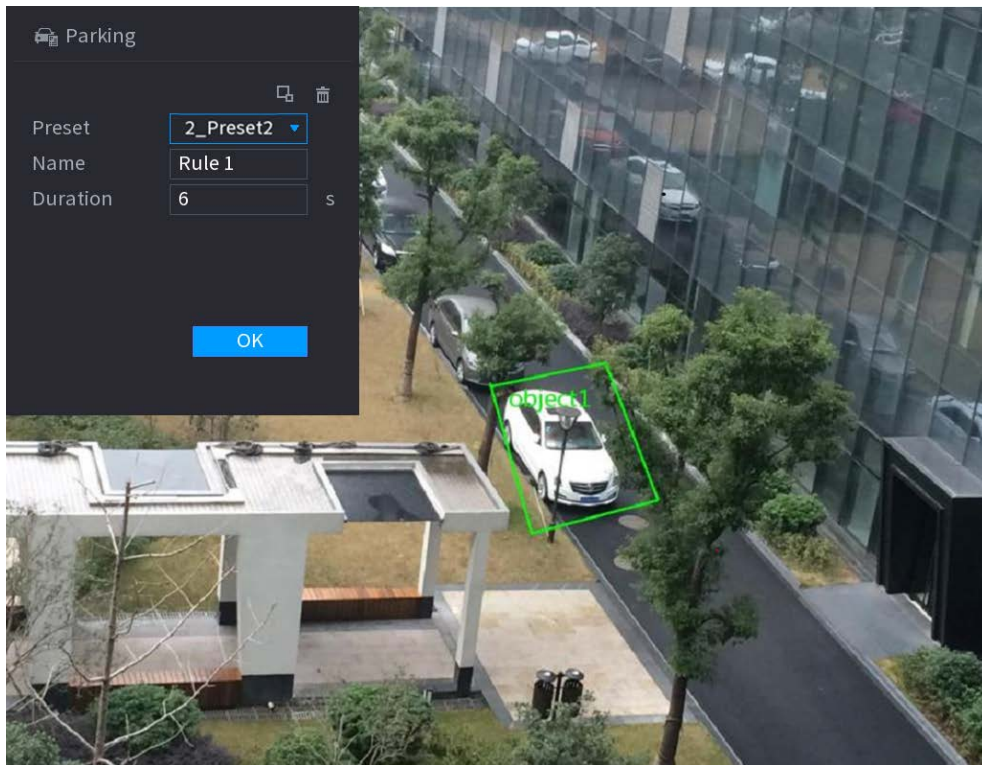 Parking
Preset 2_Preset2
Name Rule 1
Duration 6 s
OK
object1